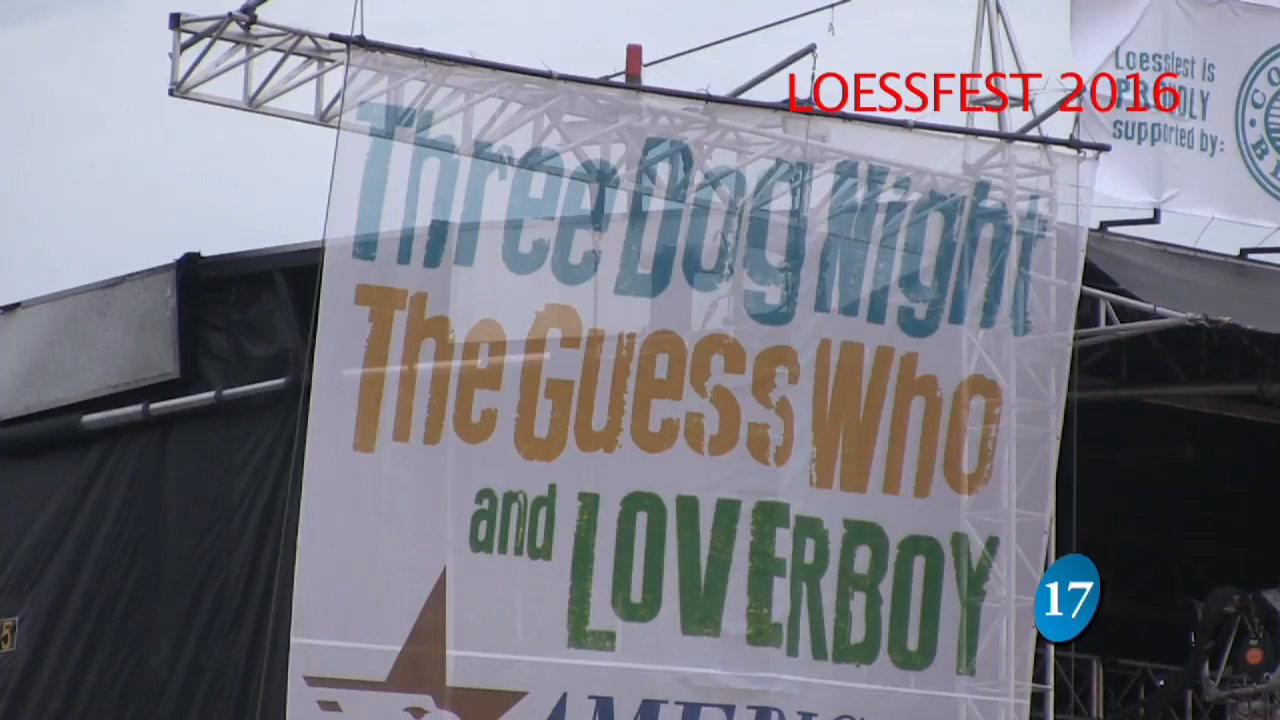 LOESSFEST 2016
Loessfest is
PROUDLY
supported by:
Three Dog Night
The Guess Who
and LOVERBOY
17